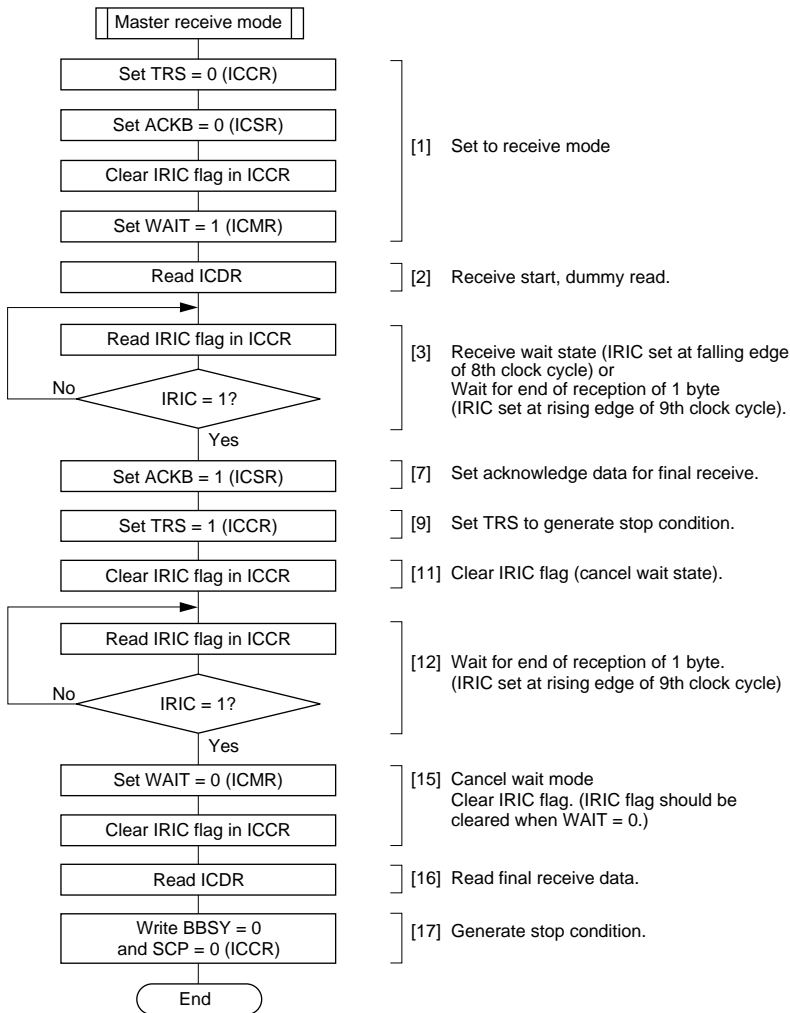 Master receive mode
Set TRS = 0 (ICCR)
Set ACKB = 0 (ICSR)
Clear IRIC flag in ICCR
Set WAIT = 1 (ICMR)
[1] Set to receive mode
Read ICDR
[2] Receive start, dummy read.
Read IRIC flag in ICCR
No
IRIC = 1?
Yes
[3] Receive wait state (IRIC set at falling edge
of 8th clock cycle) or
Wait for end of reception of 1 byte
(IRIC set at rising edge of 9th clock cycle).
Set ACKB = 1 (ICSR)
[7] Set acknowledge data for final receive.
Set TRS = 1 (ICCR)
[9] Set TRS to generate stop condition.
Clear IRIC flag in ICCR
[11] Clear IRIC flag (cancel wait state).
Read IRIC flag in ICCR
No
IRIC = 1?
Yes
[12] Wait for end of reception of 1 byte.
(IRIC set at rising edge of 9th clock cycle)
Set WAIT = 0 (ICMR)
Clear IRIC flag in ICCR
[15] Cancel wait mode
Clear IRIC flag. (IRIC flag should be
cleared when WAIT = 0.)
Read ICDR
[16] Read final receive data.
Write BBSY = 0
and SCP = 0 (ICCR)
[17] Generate stop condition.
End